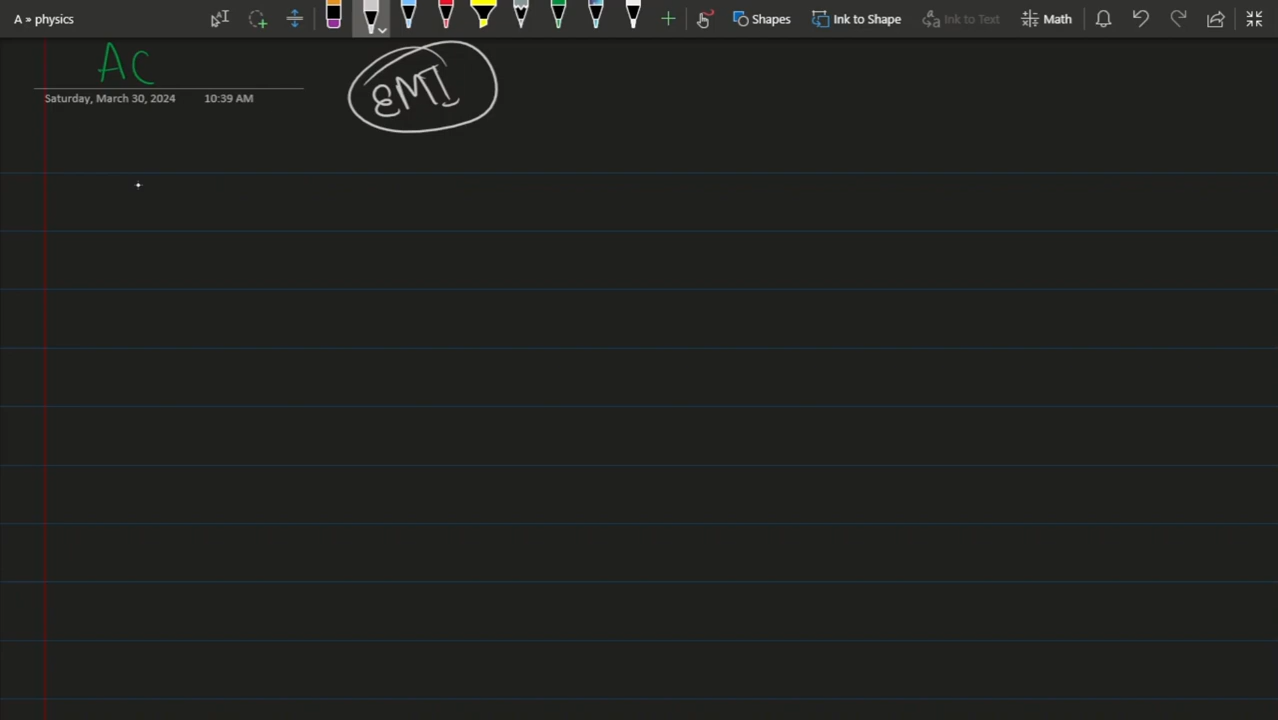 A » physics
Shapes
Ink to Shape
Ink to Text
Math
AC
EMI
Saturday, March 30, 2024 10:39 AM